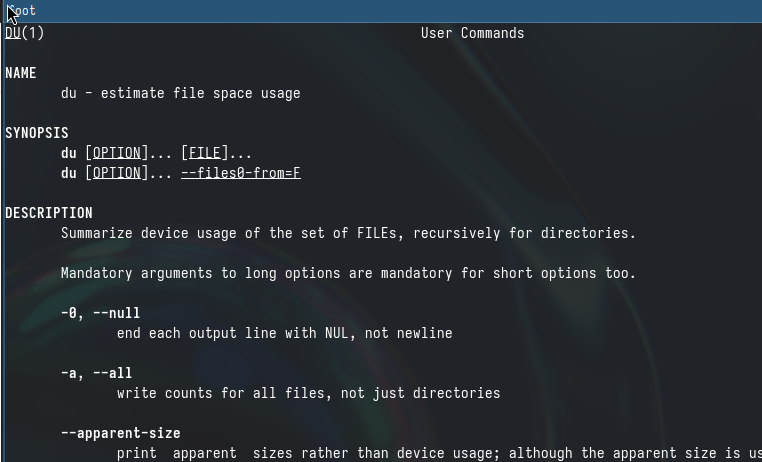 DU(1) User Commands
NAME
du - estimate file space usage
SYNOPSIS
du [OPTION]... [FILE]...
du [OPTION]... --files0-from=F
DESCRIPTION
Summarize device usage of the set of FILEs, recursively for directories.
Mandatory arguments to long options are mandatory for short options too.
-0, --null
end each output line with NUL, not newline
-a, --all
write counts for all files, not just directories
--apparent-size
print apparent sizes rather than device usage; although the apparent size is